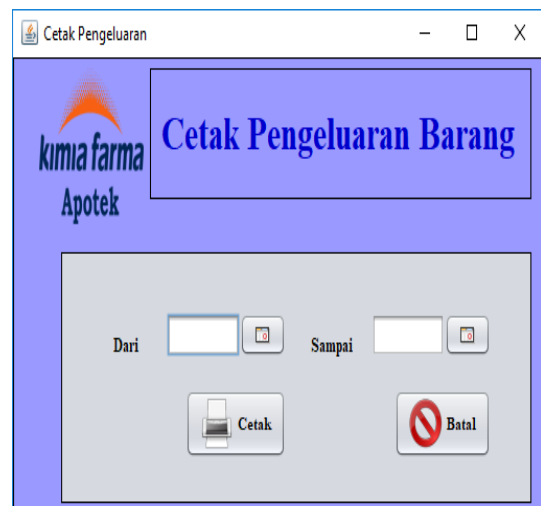 Cetak Pengeluaran
kimia farma
Apotek
Cetak Pengeluaran Barang
Dari
Sampai
Cetak
Batal